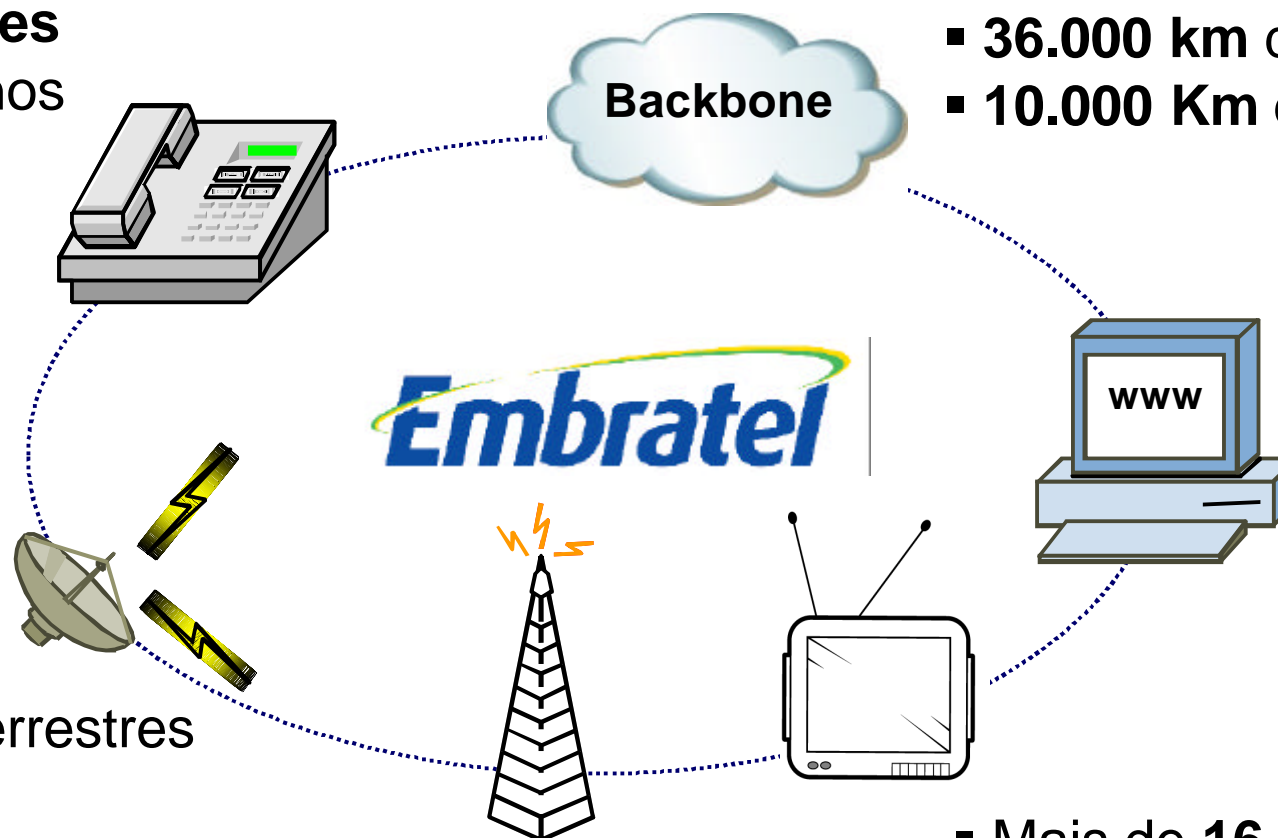 es
nos
Backbone
▪ 36.000 km
▪ 10.000 Km
www
Embratel
errestres
▪ Mais de 16